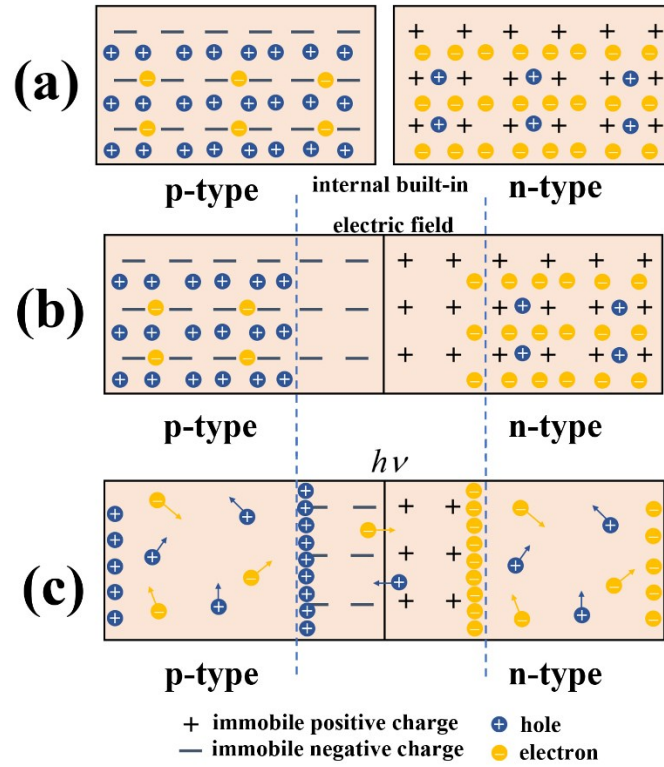 (a)
p-type
internal built-in
n-type
electric field
(b)
p-type
n-type
hν
(c)
p-type
n-type
+ immobile positive charge
+ hole
— immobile negative charge
− electron